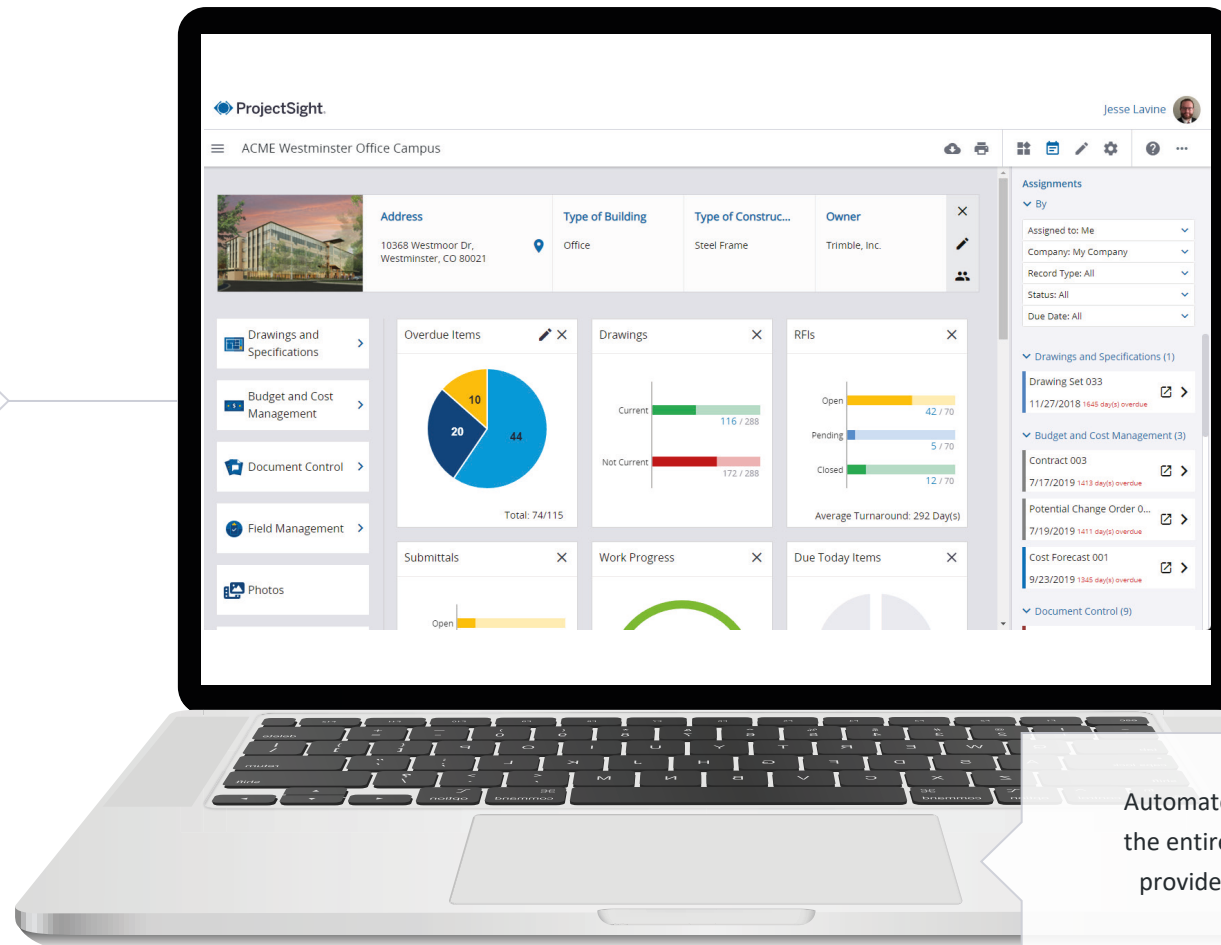 ProjectSight.
Jesse Lavine
ACME Westminster Office Campus
Address
10368 Westmoor Dr,
Westminster, CO 80021
Type of Building
Office
Type of Construc...
Steel Frame
Owner
Trimble, Inc.
Drawings and
Specifications
Budget and Cost
Management
Document Control
Field Management
Photos
Overdue Items
10
20
44
Total: 74/115
Drawings
Current
116 / 288
Not Current
172 / 288
RFIs
Open
42 / 70
Pending
5 / 70
Closed
12 / 70
Average Turnaround: 292 Day(s)
Submittals
Open
Work Progress
Due Today Items
Assignments
By
Assigned to: Me
Company: My Company
Record Type: All
Status: All
Due Date: All
Drawings and Specifications (1)
Drawing Set 033
11/27/2018 1645 day(s) overdue
Budget and Cost Management (3)
Contract 003
7/17/2019 1413 day(s) overdue
Potential Change Order 0...
7/19/2019 1411 day(s) overdue
Cost Forecast 001
9/23/2019 1345 day(s) overdue
Document Control (9)
Automate
the entire
provide